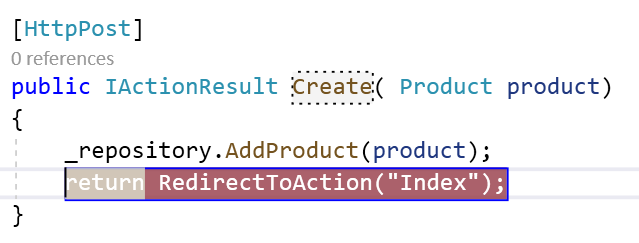 [HttpPost]
0 references
public IActionResult Create( Product product)
{
_repository.AddProduct(product);
return RedirectToAction("Index");
}